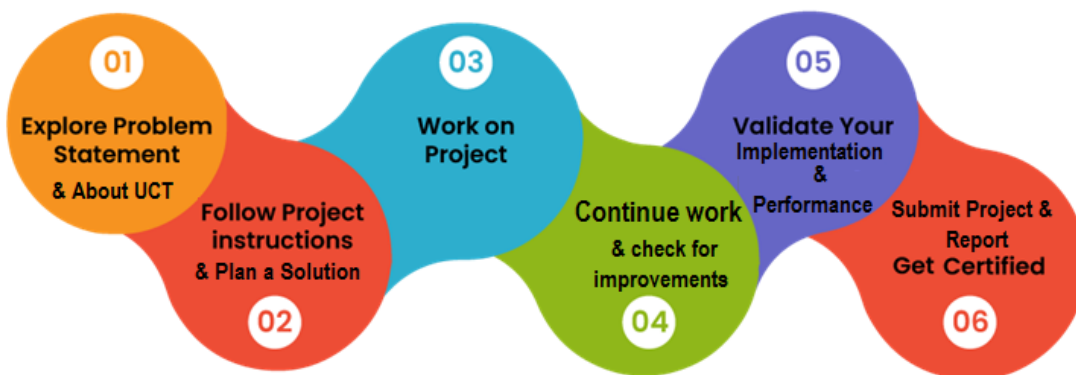 01
Explore Problem
Statement
& About UCT
Follow Project
instructions
& Plan a Solution
02
03
Work on
Project
Continue work
& check for
improvements
04
05
Validate Your
Implementation
&
Performance
Submit Project &
Report
Get Certified
06